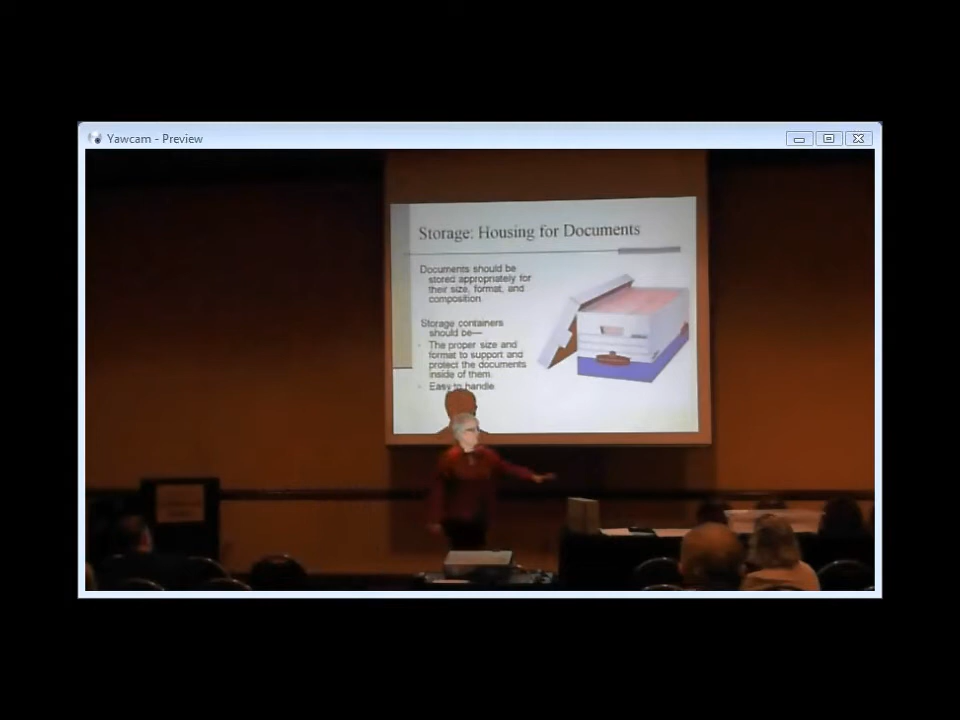 Yawcam - Preview
Storage: Housing for Documents
Documents should be
stored appropriately for
their size, format, and
composition
Storage containers
should be—
The proper size and
format to support and
protect the documents
inside of them
Easy to handle